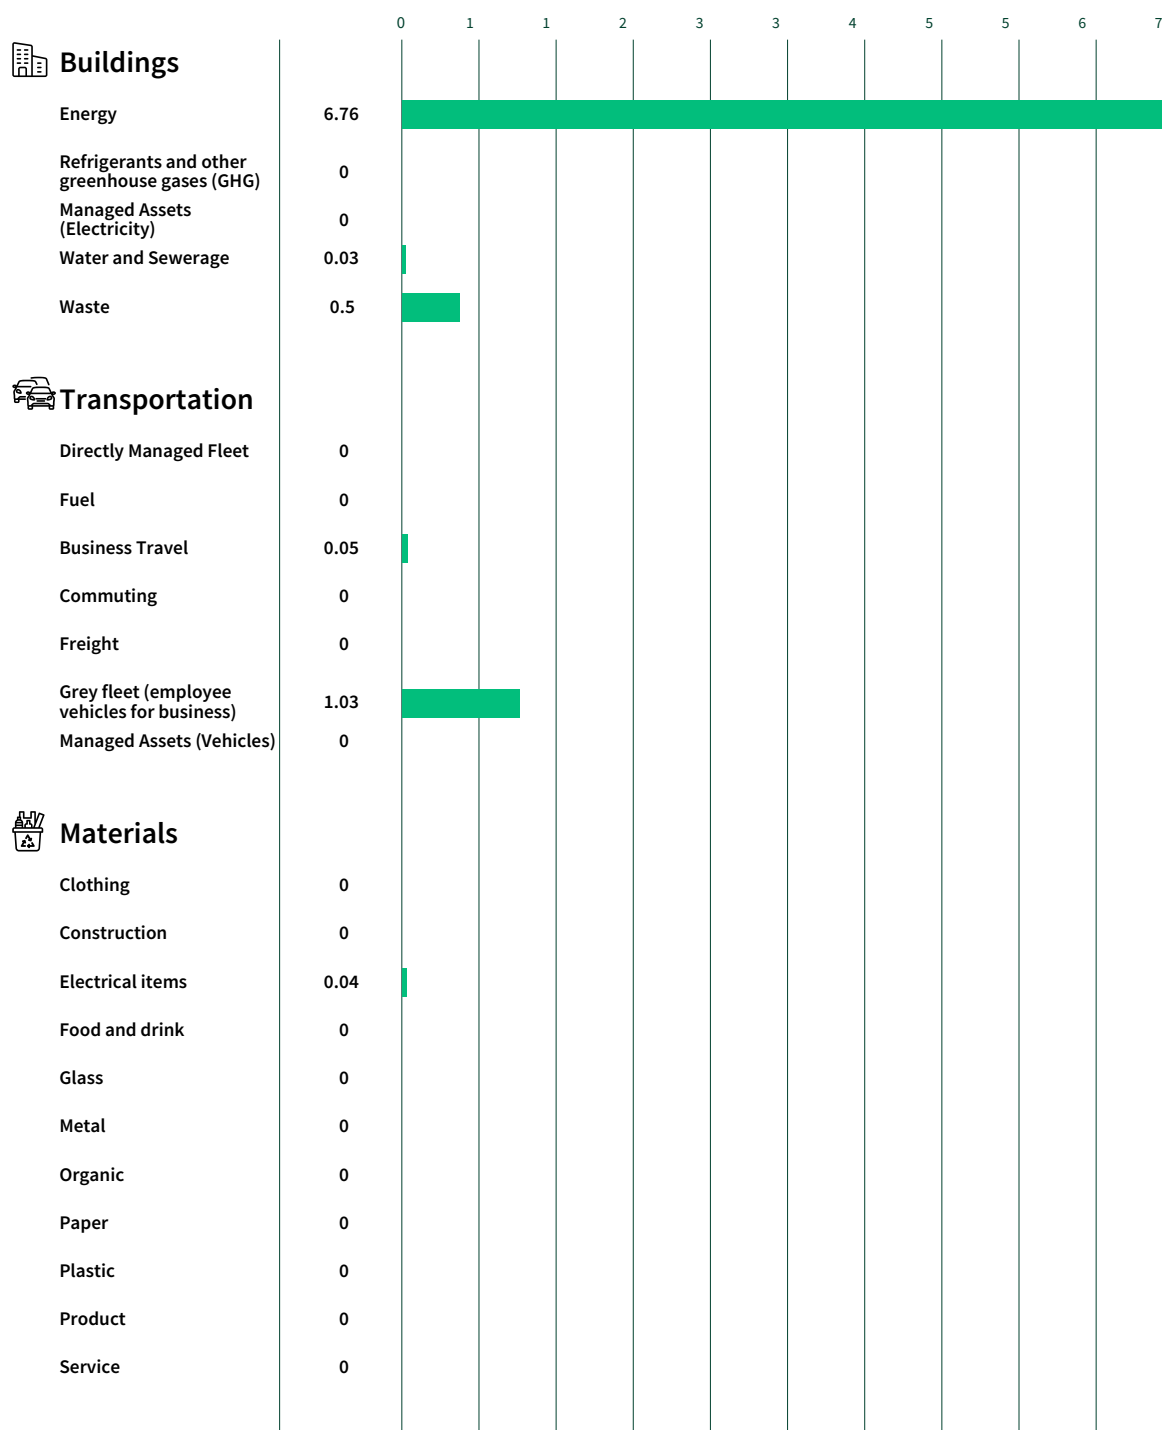 0 1 1 2 3 3 4 5 5 6 7
Buildings
Energy 6.76
Refrigerants and other
greenhouse gases (GHG) 0
Managed Assets
(Electricity) 0
Water and Sewerage 0.03
Waste 0.5
Transportation
Directly Managed Fleet 0
Fuel 0
Business Travel 0.05
Commuting 0
Freight 0
Grey fleet (employee
vehicles for business) 1.03
Managed Assets (Vehicles) 0
Materials
Clothing 0
Construction 0
Electrical items 0.04
Food and drink 0
Glass 0
Metal 0
Organic 0
Paper 0
Plastic 0
Product 0
Service 0